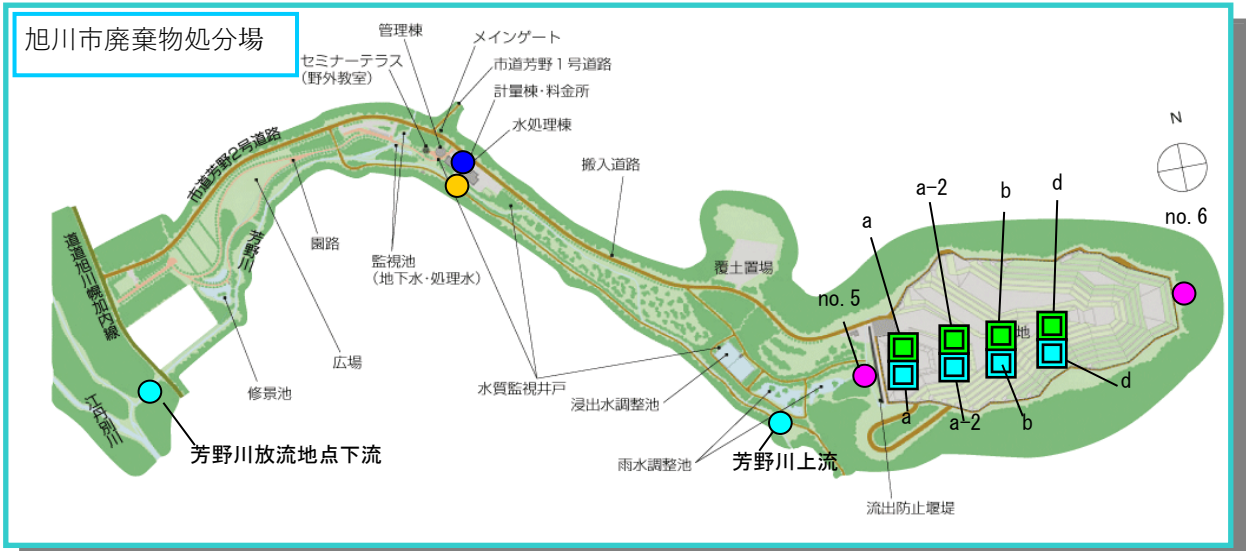 旭川市廃棄物処分場
管理棟
メインゲート
セミナーテラス
(野外教室)
市道芳野1号道路
計量棟・料金所
水処理棟
N
市道芳野2号道路
搬入道路
a
a-2
b
d
no. 6
道道旭川幌加内線
芳野川
園路
監視池
(地下水・処理水)
覆土置場
no. 5
地
広場
修景池
水質監視井戸
浸出水調整池
a
a-2
b
d
江丹別川
芳野川放流地点下流
雨水調整池
芳野川上流
流出防止堰堤